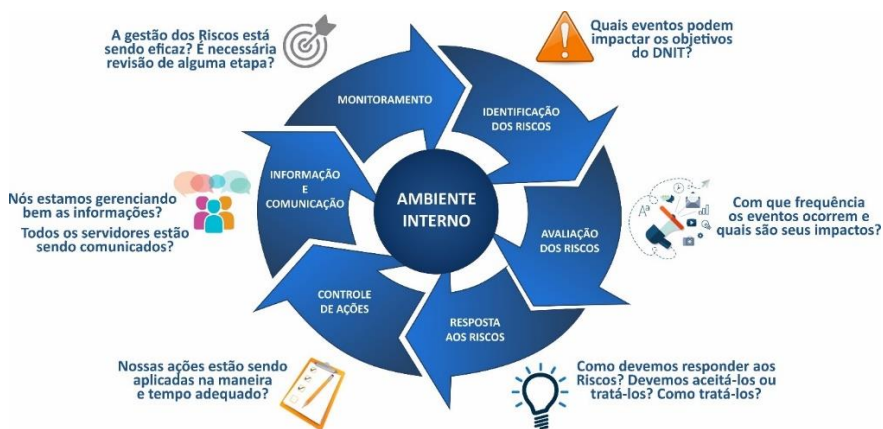 A gestão dos Riscos está
sendo eficaz? É necessária
revisão de alguma etapa?
Quais eventos podem
impactar os objetivos
do DNIT?
MONITORAMENTO
IDENTIFICAÇÃO
DOS RISCOS
INFORMAÇÃO
E
COMUNICAÇÃO
AMBIENTE
INTERNO
Nós estamos gerenciando
bem as informações?
Todos os servidores estão
sendo comunicados?
Com que frequência
os eventos ocorrem e
quais são seus impactos?
AVALIAÇÃO
DOS RISCOS
CONTROLE
DE AÇÕES
RESPOSTA
AOS RISCOS
Nossas ações estão sendo
aplicadas na maneira
e tempo adequado?
Como devemos responder aos
Riscos? Devemos aceitá-los ou
tratá-los? Como tratá-los?